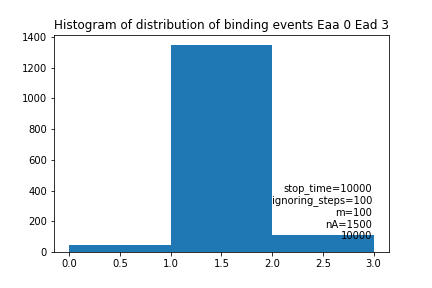 Histogram of distribution of binding events Eaa 0 Ead 3
1400
1200
1000
800
600
400
200
0
stop_time=10000
ignoring_steps=100
m=100
nA=1500
10000
0.0 0.5 1.0 1.5 2.0 2.5 3.0